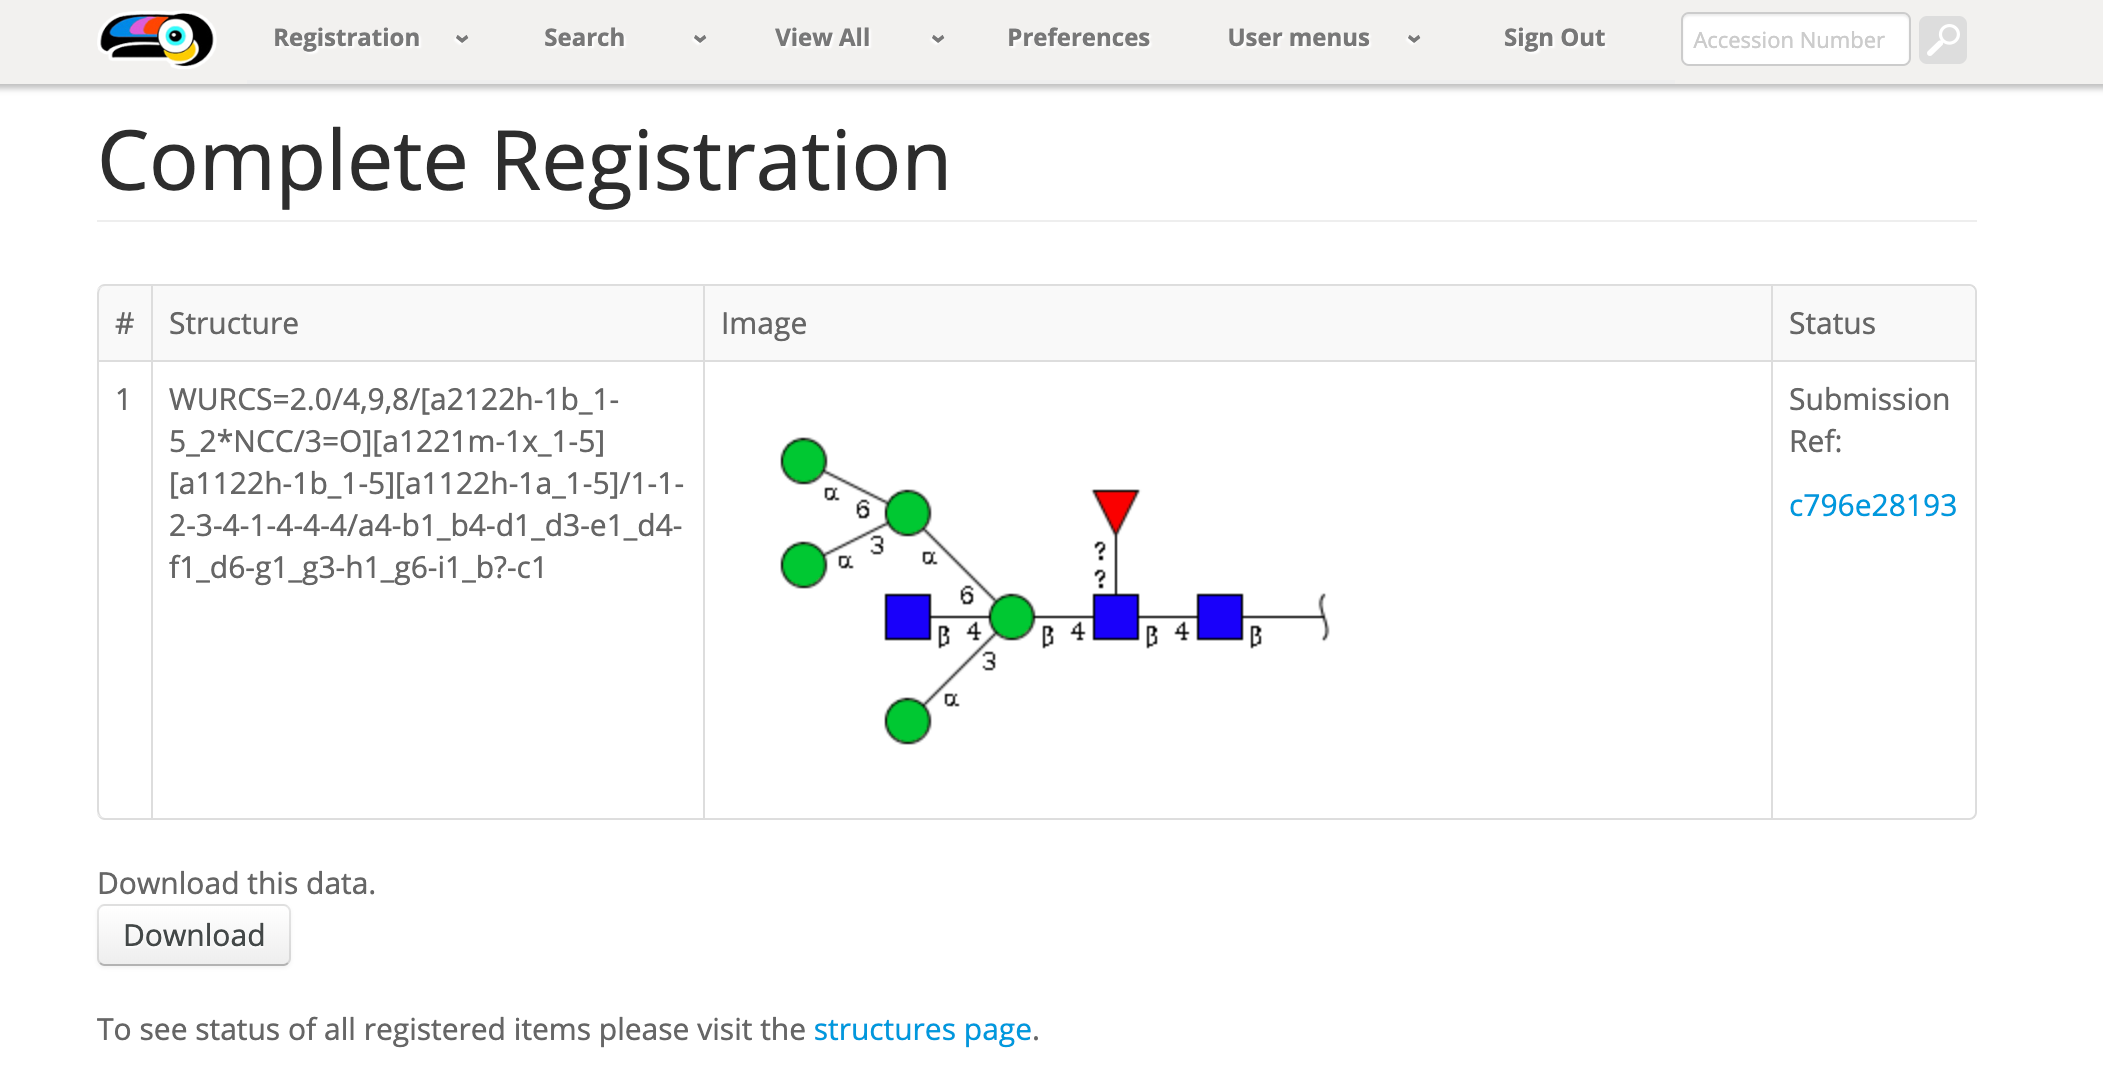 Registration
Search
View All
Preferences
User menus
Sign Out
Accession Number
Complete Registration
#
Structure
Image
Status
1
WURCS=2.0/4,9,8/[a2122h-1b_1-
5_2*NCC/3=O][a1221m-1x_1-5]
[a1122h-1b_1-5][a1122h-1a_1-5]/1-1-
2-3-4-1-4-4-4/a4-b1_b4-d1_d3-e1_d4-
f1_d6-g1_g3-h1_g6-i1_b?-c1
α
6
3
α
α
?
?
6
β 4
β 4
β 4
β
3
α
Submission
Ref:
c796e28193
Download this data.
Download
To see status of all registered items please visit the structures page.